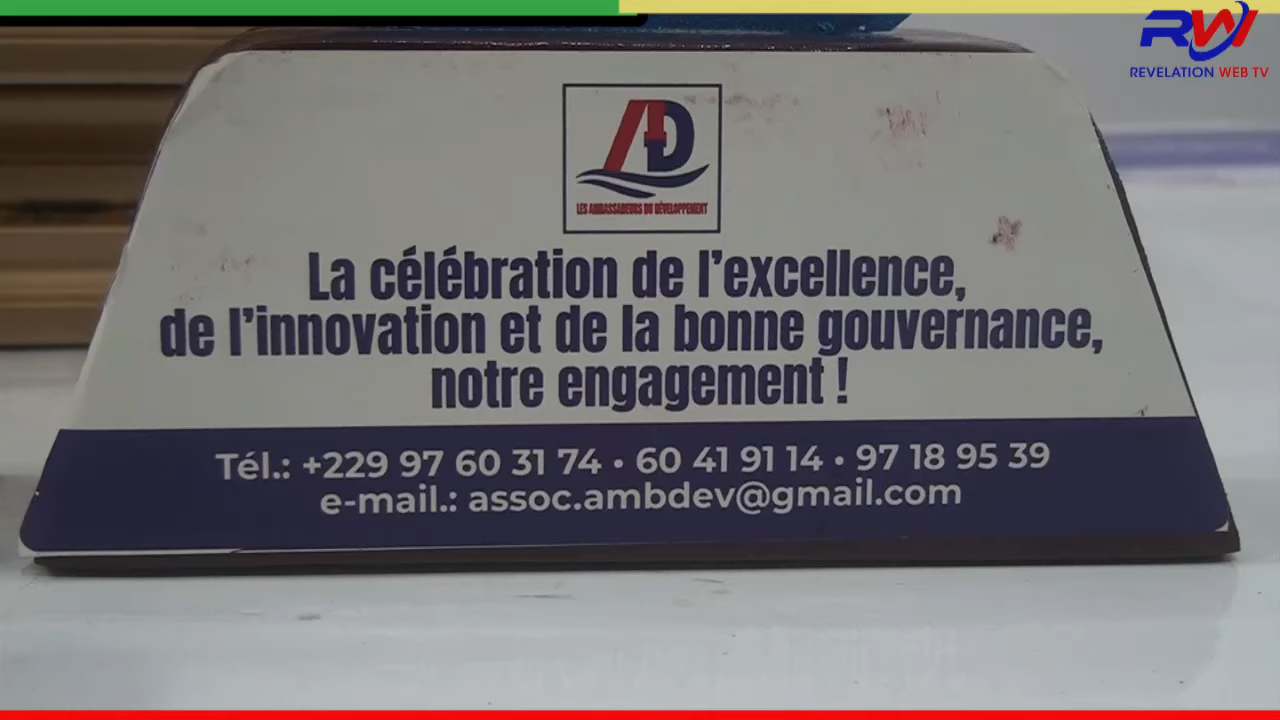 RW
REVELATION WEB TV
AD
LES AMBASSADEURS DU DÉVELOPPEMENT
La célébration de l'excellence,
de l'innovation et de la bonne gouvernance,
notre engagement !
Tél.: +229 97 60 31 74 • 60 41 91 14 • 97 18 95 39
e-mail.: assoc.ambdev@gmail.com